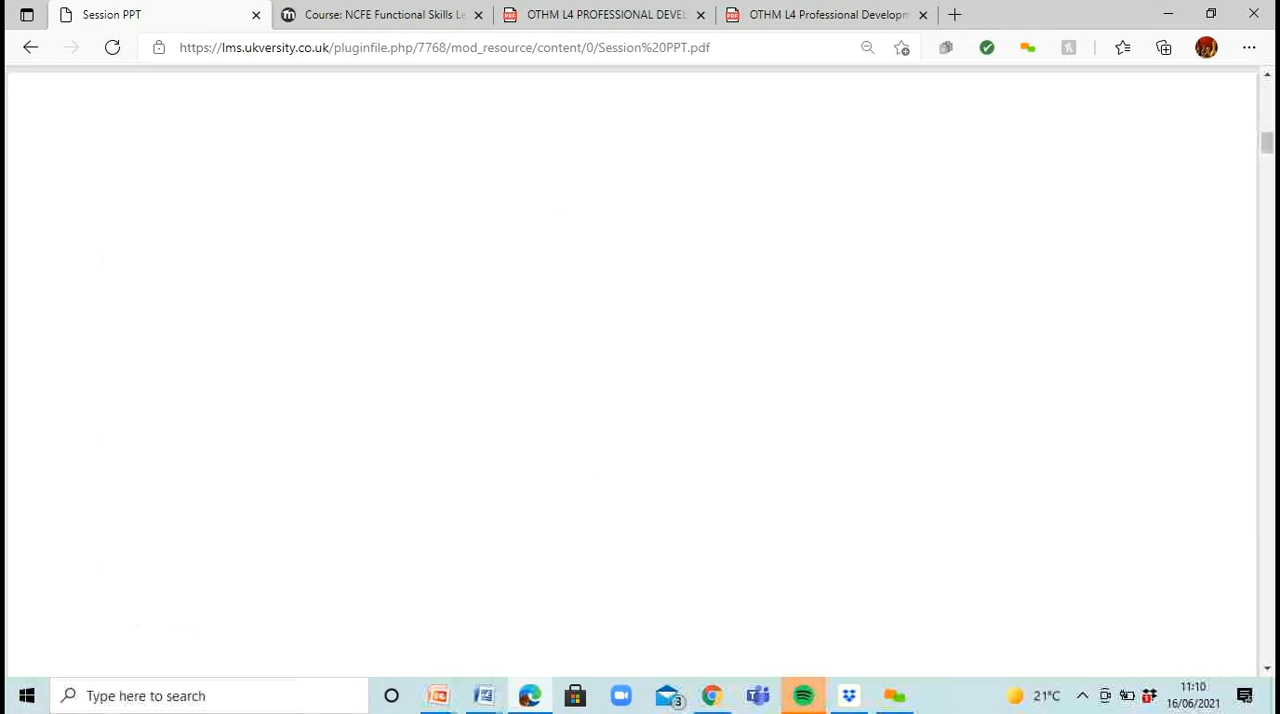 Session PPT
Course: NCFE Functional Skills Le
OTHM L4 PROFESSIONAL DEVEL
OTHM L4 Professional Developm
https://lms.ukversity.co.uk/pluginfile.php/7768/mod_resource/content/0/Session%20PPT.pdf
Type here to search
3
21°C
11:10
16/06/2021